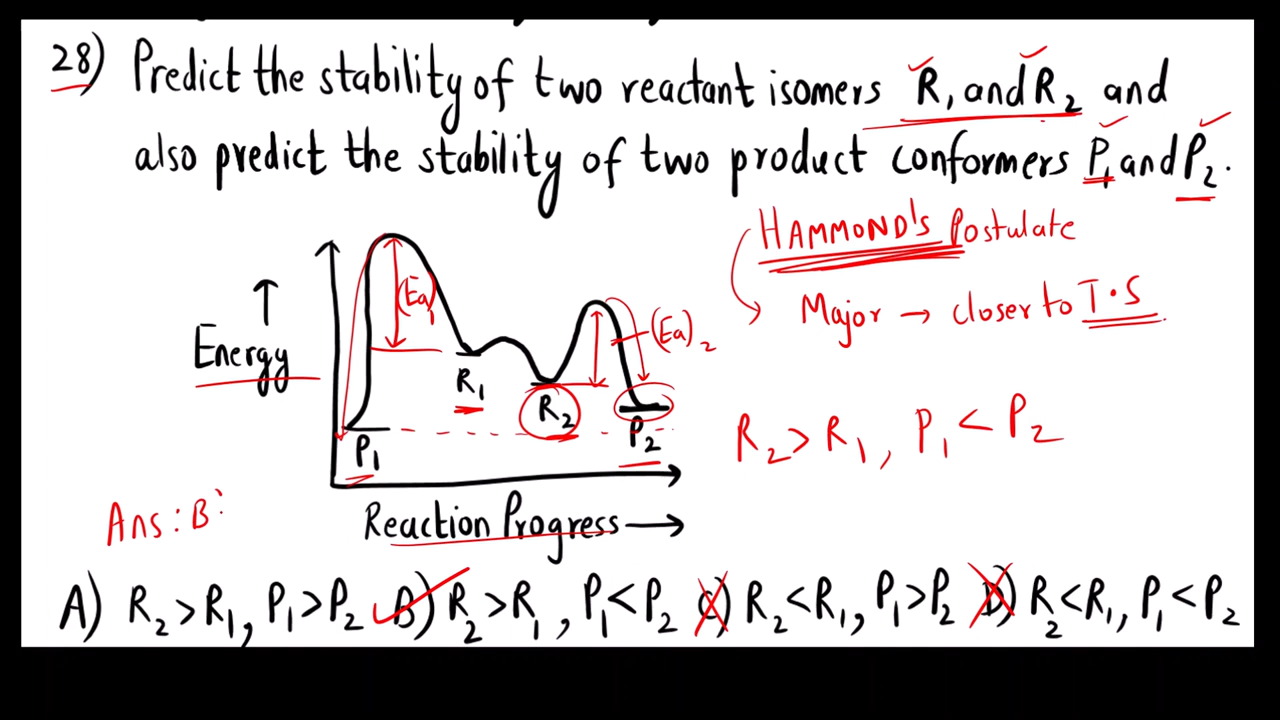 28) Predict the stability of two reactant isomers R₁ and R₂ and
also predict the stability of two product conformers P₁ and P₂.
HAMMOND's Postulate
Major → closer to T.S
Energy
(Ea)₁
(Ea)₂
R₁
R₂
P₁
P₂
R₂ > R₁, P₁ < P₂
Reaction Progress
Ans: B
A) R₂ > R₁, P₁ > P₂ B) R₂ > R₁, P₁ < P₂ C) R₂ < R₁, P₁ > P₂ D) R₂ < R₁, P₁ < P₂